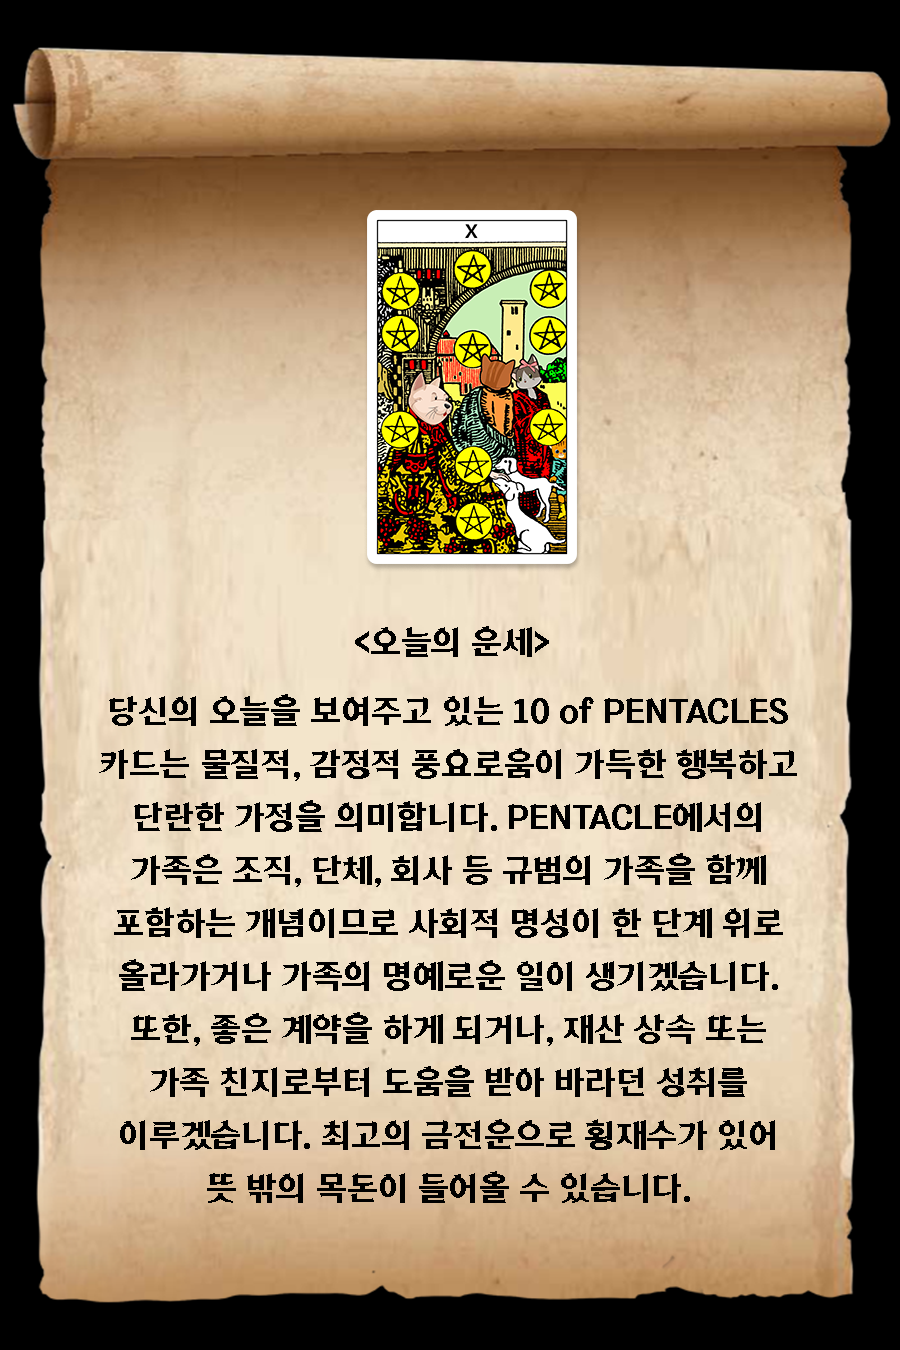 X
<오늘의 운세>
당신의 오늘을 보여주고 있는 10 of PENTACLES
카드는 물질적, 감정적 풍요로움이 가득한 행복하고
단란한 가정을 의미합니다. PENTACLE에서의
가족은 조직, 단체, 회사 등 규범의 가족을 함께
포함하는 개념이므로 사회적 명성이 한 단계 위로
올라가거나 가족의 명예로운 일이 생기겠습니다.
또한, 좋은 계약을 하게 되거나, 재산 상속 또는
가족 친지로부터 도움을 받아 바라던 성취를
이루겠습니다. 최고의 금전운으로 횡재수가 있어
뜻 밖의 목돈이 들어올 수 있습니다.